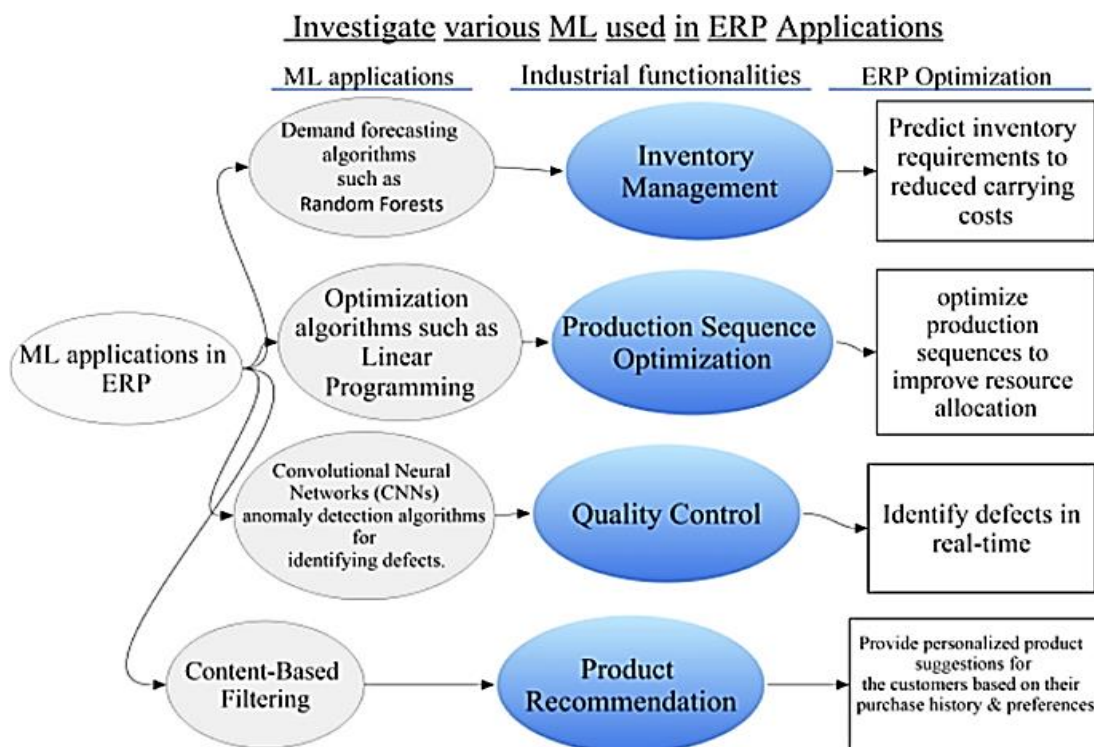 Investigate various ML used in ERP Applications
ML applications
Industrial functionalities
ERP Optimization
Demand forecasting
algorithms
such as
Random Forests
Inventory
Management
Predict inventory
requirements to
reduced carrying
costs
ML applications in
ERP
Optimization
algorithms such as
Linear
Programming
Production Sequence
Optimization
optimize
production
sequences to
improve resource
allocation
Convolutional Neural
Networks (CNNs)
anomaly detection algorithms
for
identifying defects.
Quality Control
Identify defects in
real-time
Content-Based
Filtering
Product
Recommendation
Provide personalized product
suggestions for
the customers based on their
purchase history & preferences